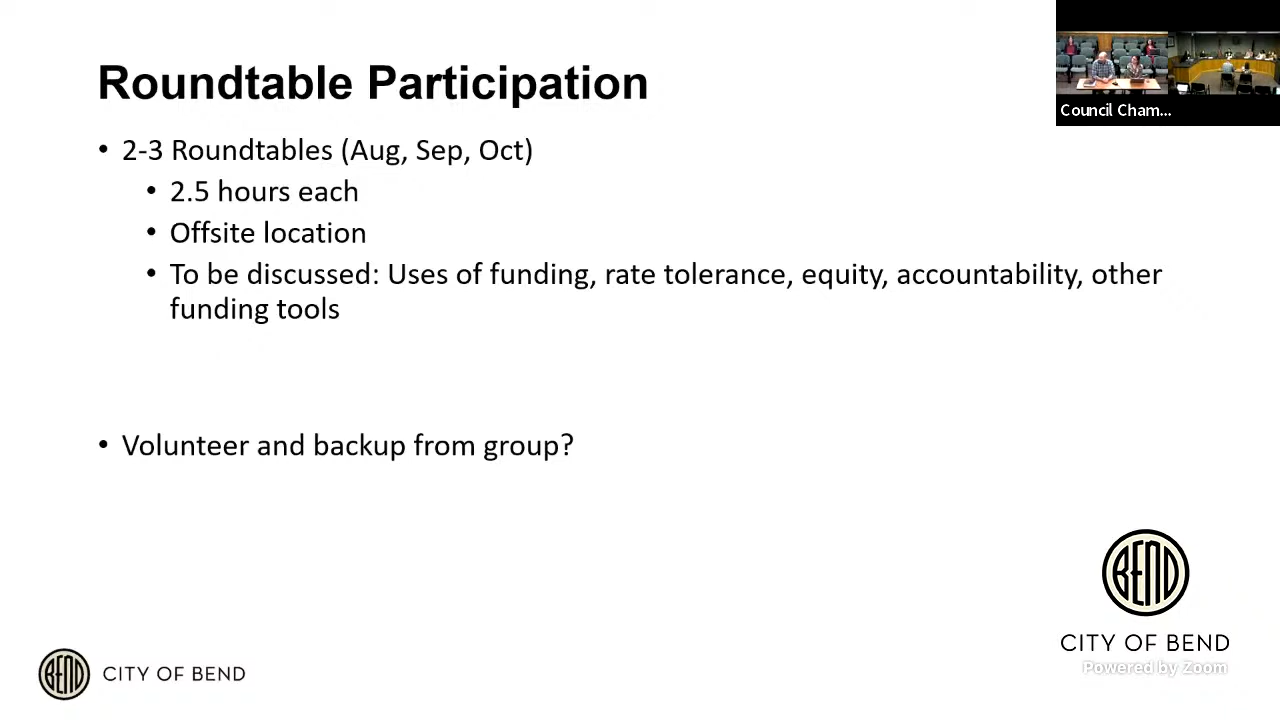 Roundtable Participation
Council Cham...
• 2-3 Roundtables (Aug, Sep, Oct)
• 2.5 hours each
• Offsite location
• To be discussed: Uses of funding, rate tolerance, equity, accountability, other
funding tools
• Volunteer and backup from group?
BEND
CITY OF BEND
Powered by Zoom
BEND
CITY OF BEND